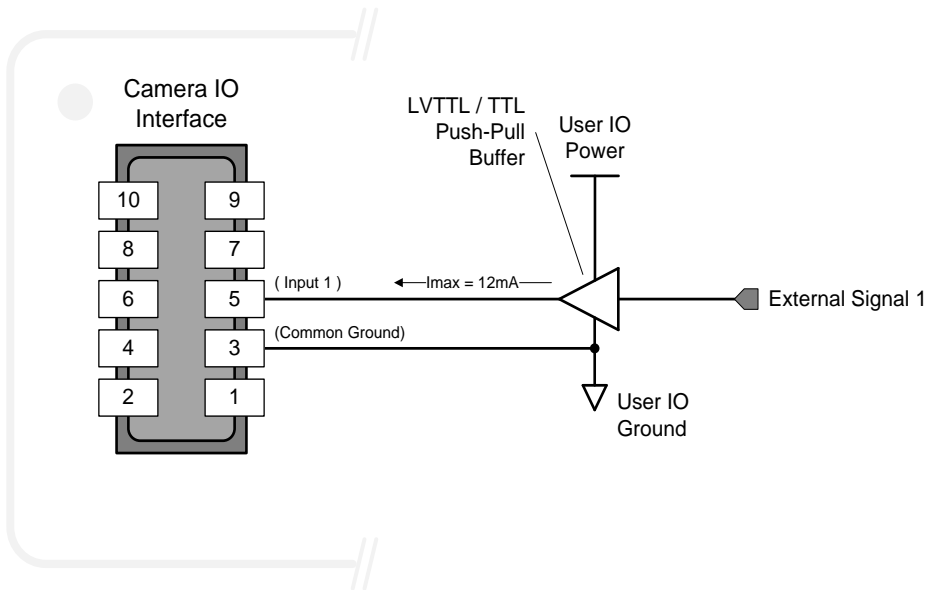 Camera IO
Interface
LVTTL / TTL
Push-Pull
Buffer
User IO
Power
10
9
8
7
6
5
4
3
2
1
( Input 1 )
Imax = 12mA
External Signal 1
(Common Ground)
User IO
Ground